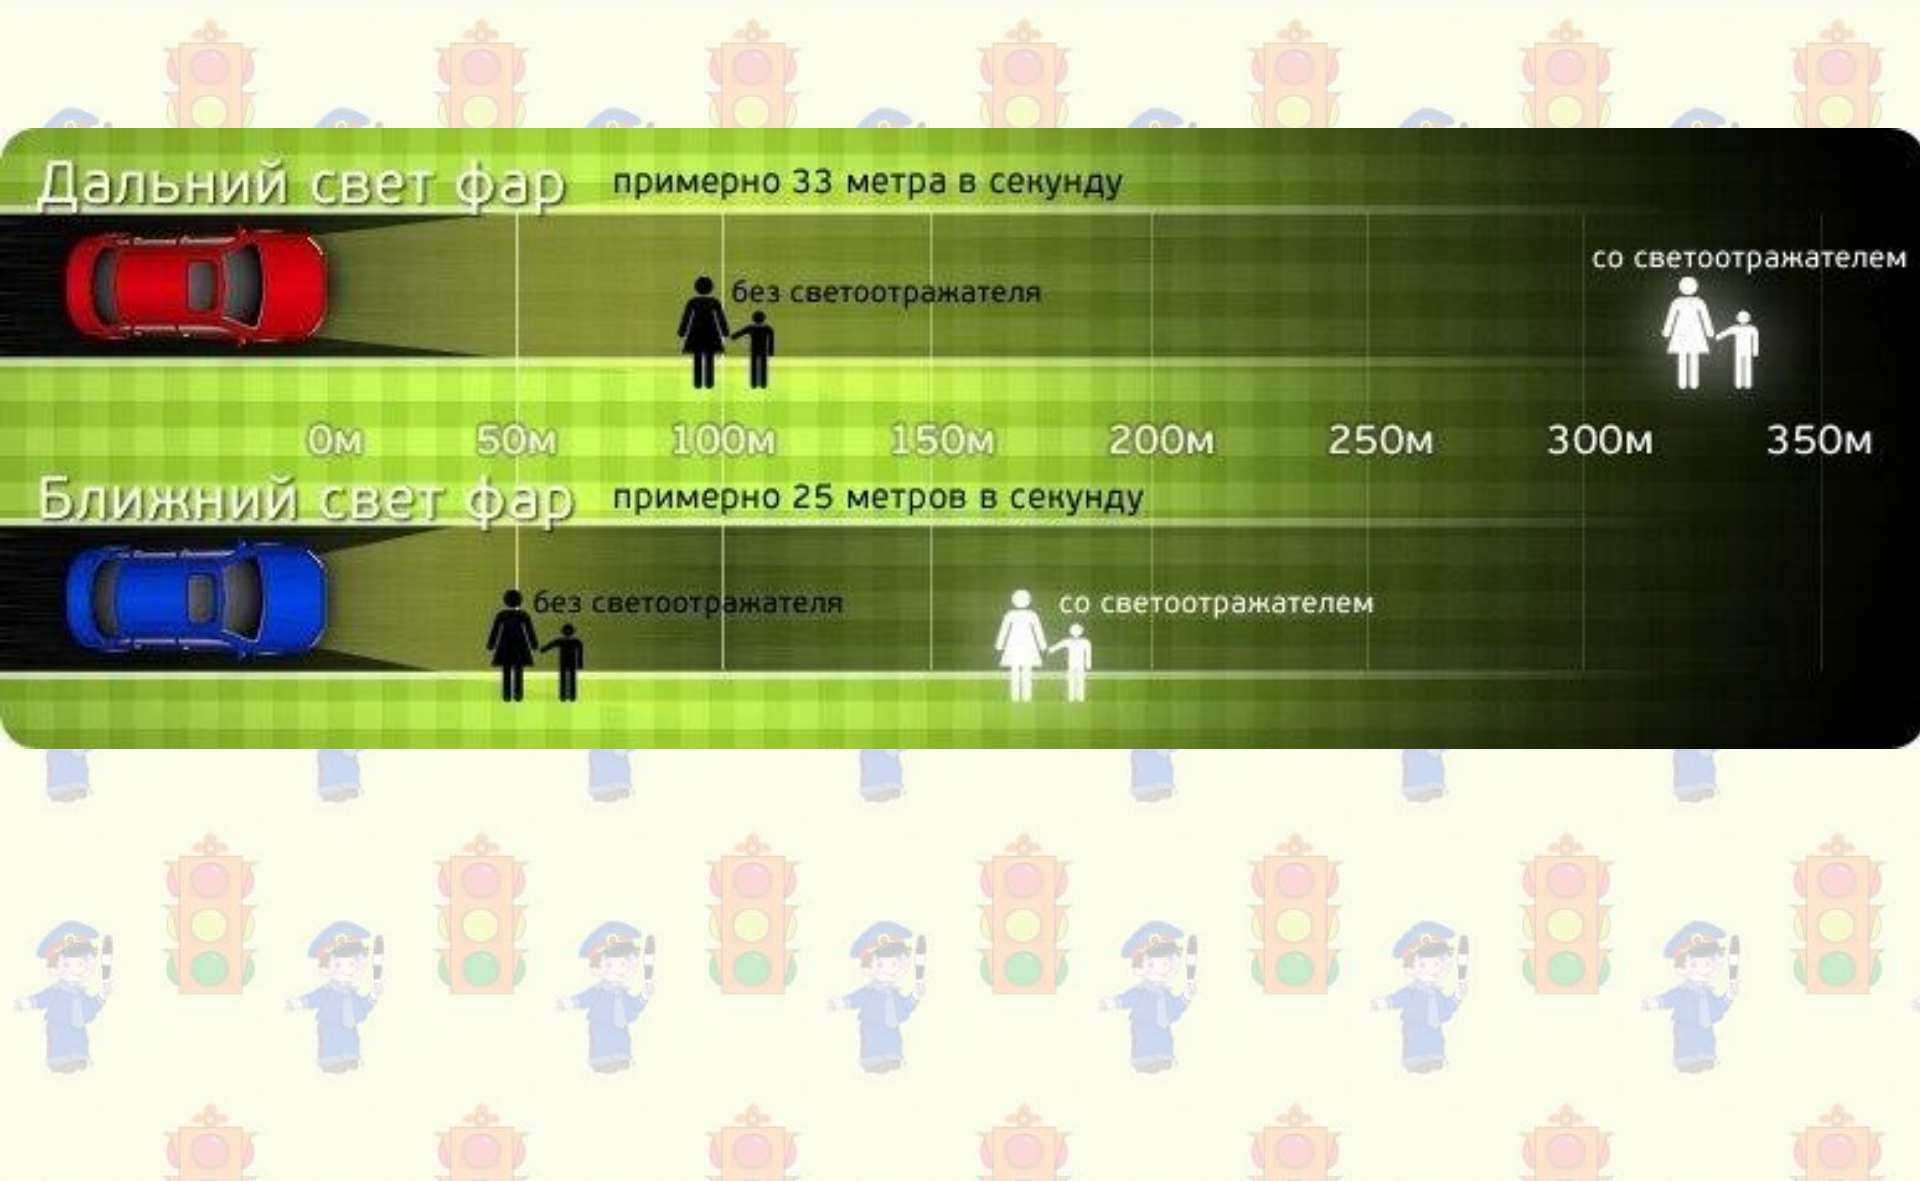 Дальний свет фар примерно 33 метра в секунду
со светоотражателем
без светоотражателя
0м 50м 100м 150м 200м 250м 300м 350м
Ближний свет фар примерно 25 метров в секунду
без светоотражателя со светоотражателем